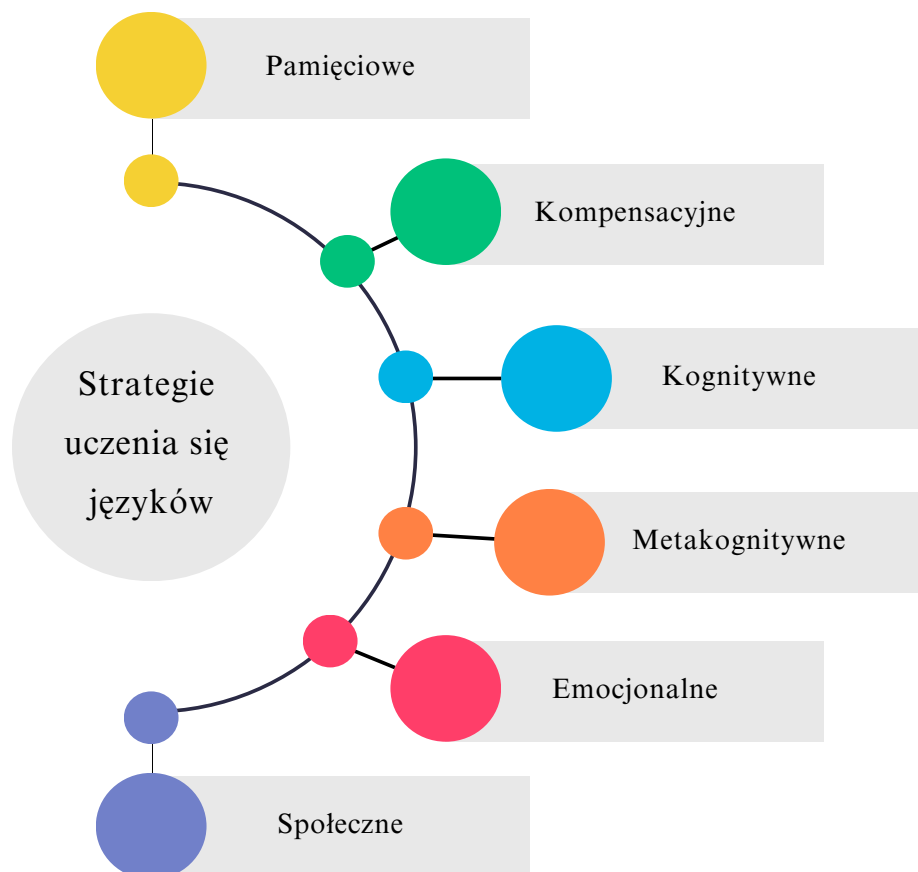 Pamięciowe
Kompensacyjne
Kognitywne
Strategie
uczenia się
języków
Metakognitywne
Emocjonalne
Społeczne